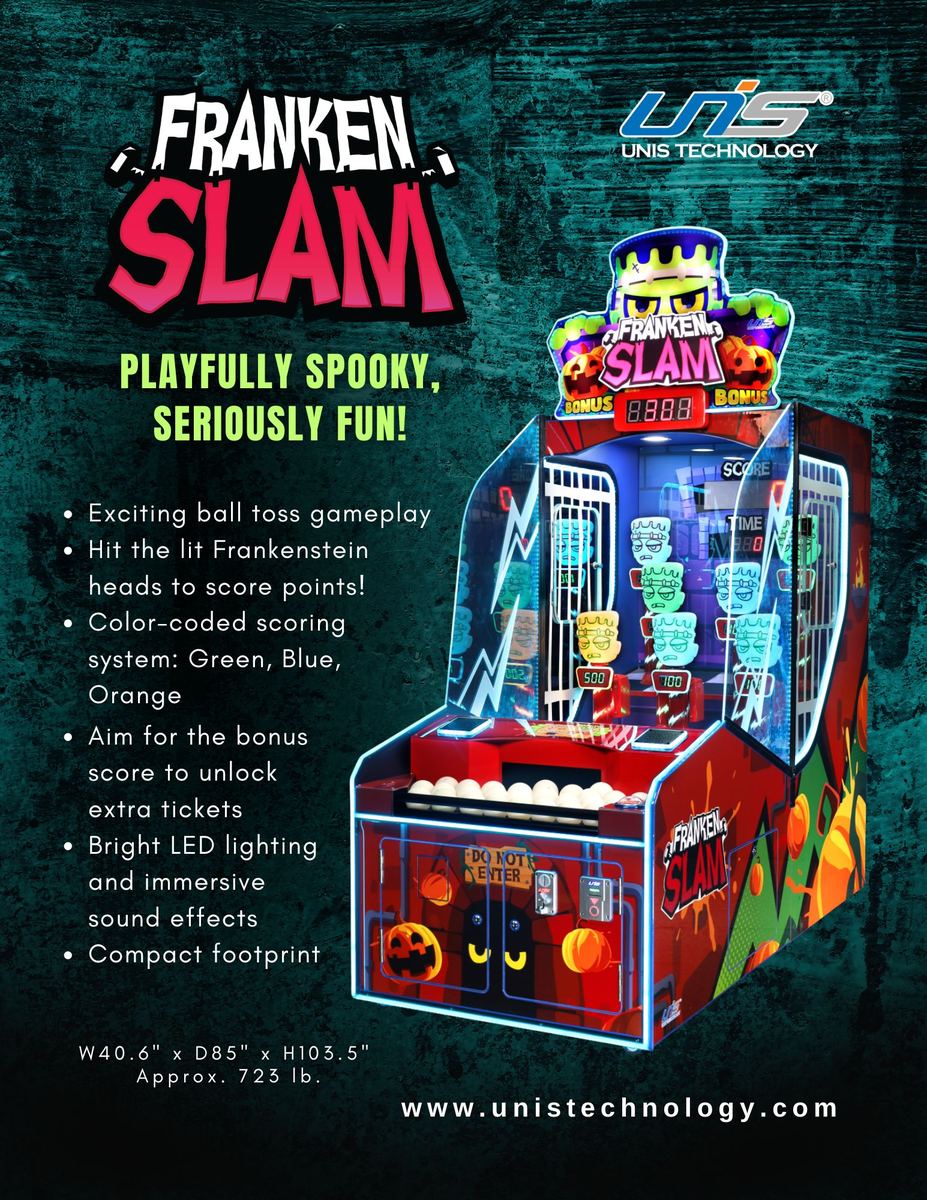 FRANKEN
SLAM
unis®
UNIS TECHNOLOGY
PLAYFULLY SPOOKY,
SERIOUSLY FUN!
• Exciting ball toss gameplay
• Hit the lit Frankenstein
heads to score points!
• Color-coded scoring
system: Green, Blue,
Orange
• Aim for the bonus
score to unlock
extra tickets
• Bright LED lighting
and immersive
sound effects
• Compact footprint
W40.6" x D85" x H103.5"
Approx. 723 lb.
FRANKEN
SLAM
BONUS
BONUS
SCORE
TIME
500
700
DO NOT
ENTER
FRANKEN
SLAM
www.unistechnology.com